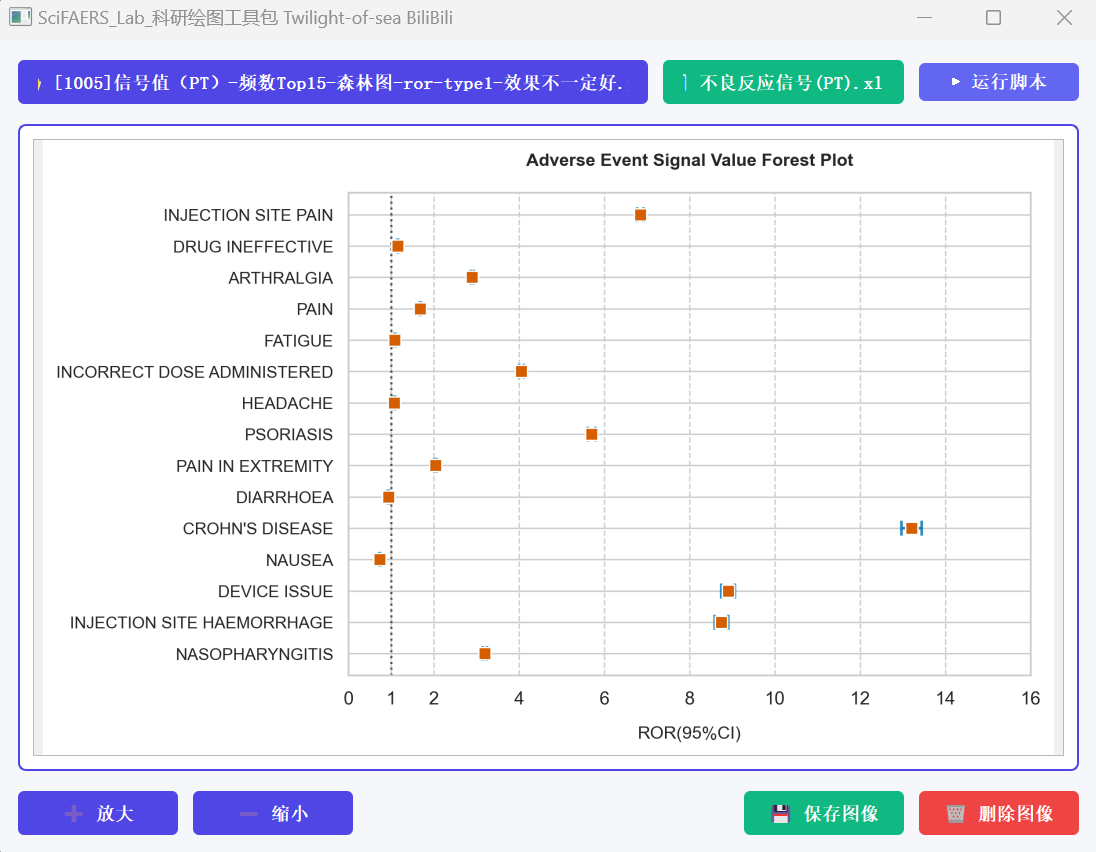 SciFAERS_Lab_科研绘图工具包 Twilight-of-sea BiliBili
[1005]信号值（PT）-频数Top15-森林图-ror-type1-效果不一定好.
不良反应信号(PT).xl
运行脚本
Adverse Event Signal Value Forest Plot
INJECTION SITE PAIN
DRUG INEFFECTIVE
ARTHRALGIA
PAIN
FATIGUE
INCORRECT DOSE ADMINISTERED
HEADACHE
PSORIASIS
PAIN IN EXTREMITY
DIARRHOEA
CROHN'S DISEASE
NAUSEA
DEVICE ISSUE
INJECTION SITE HAEMORRHAGE
NASOPHARYNGITIS
0 1 2 4 6 8 10 12 14 16
ROR(95%CI)
放大
缩小
保存图像
删除图像